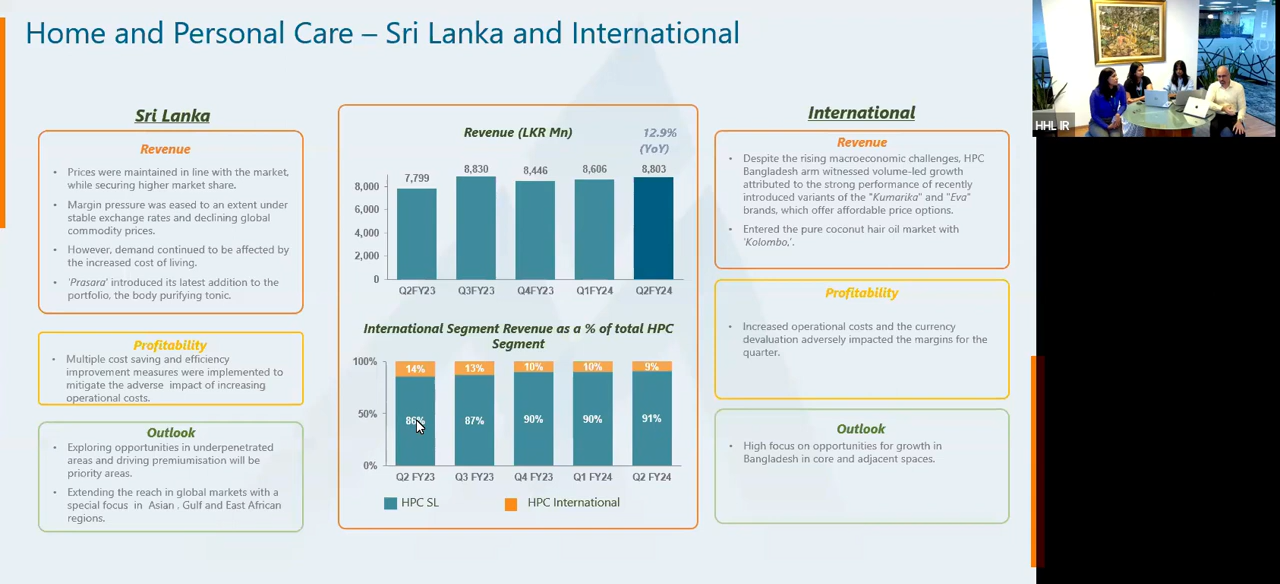 Home and Personal Care – Sri Lanka and International
Sri Lanka
Revenue
• Prices were maintained in line with the market,
while securing higher market share.
• Margin pressure was eased to an extent under
stable exchange rates and declining global
commodity prices.
• However, demand continued to be affected by
the increased cost of living.
• 'Prasara' introduced its latest addition to the
portfolio, the body purifying tonic.
Profitability
• Multiple cost saving and efficiency
improvement measures were implemented to
mitigate the adverse impact of increasing
operational costs.
Outlook
• Exploring opportunities in underpenetrated
areas and driving premiumisation will be
priority areas.
• Extending the reach in global markets with a
special focus in Asian , Gulf and East African
regions.
Revenue (LKR Mn)
12.9%
(YoY)
7,799 8,830 8,446 8,606 8,803
8,000
6,000
4,000
2,000
0
Q2FY23 Q3FY23 Q4FY23 Q1FY24 Q2FY24
International Segment Revenue as a % of total HPC
Segment
100%
14% 13% 10% 10% 9%
50%
86% 87% 90% 90% 91%
0%
Q2 FY23 Q3 FY23 Q4 FY23 Q1 FY24 Q2 FY24
HPC SL HPC International
International
Revenue
• Despite the rising macroeconomic challenges, HPC
Bangladesh arm witnessed volume-led growth
attributed to the strong performance of recently
introduced variants of the "Kumarika" and "Eva"
brands, which offer affordable price options.
• Entered the pure coconut hair oil market with
'Kolombo,'.
Profitability
• Increased operational costs and the currency
devaluation adversely impacted the margins for the
quarter.
Outlook
• High focus on opportunities for growth in
Bangladesh in core and adjacent spaces.
HHL IR